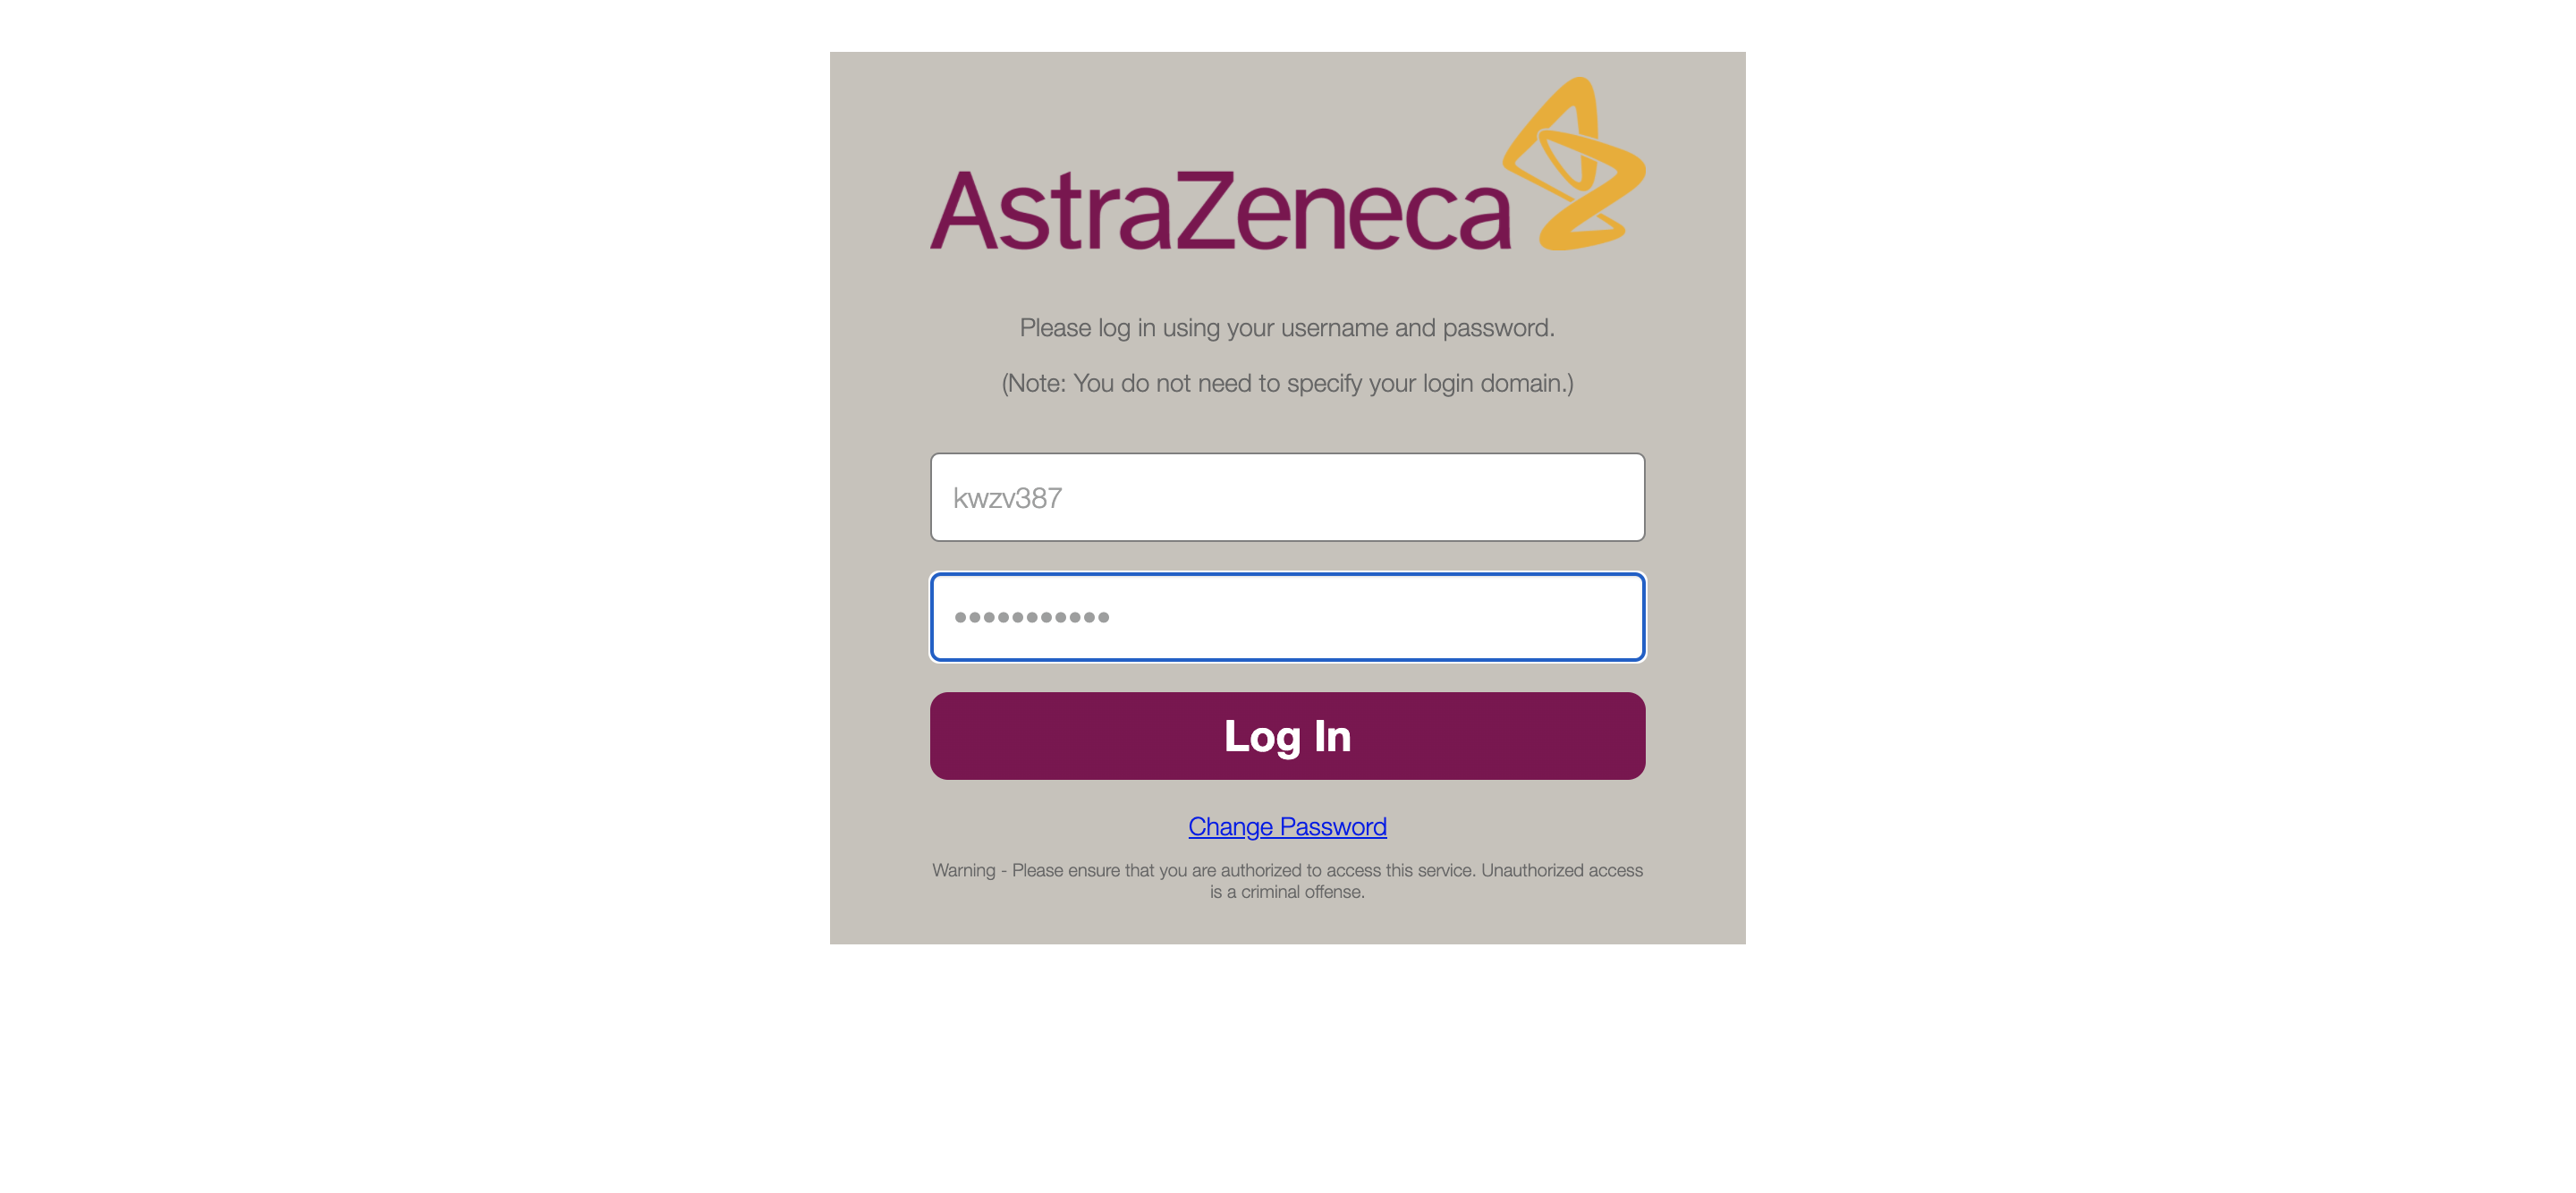 AstraZeneca
Please log in using your username and password.
(Note: You do not need to specify your login domain.)
kwzv387
•••••••••••
Log In
Change Password
Warning - Please ensure that you are authorized to access this service. Unauthorized access
is a criminal offense.